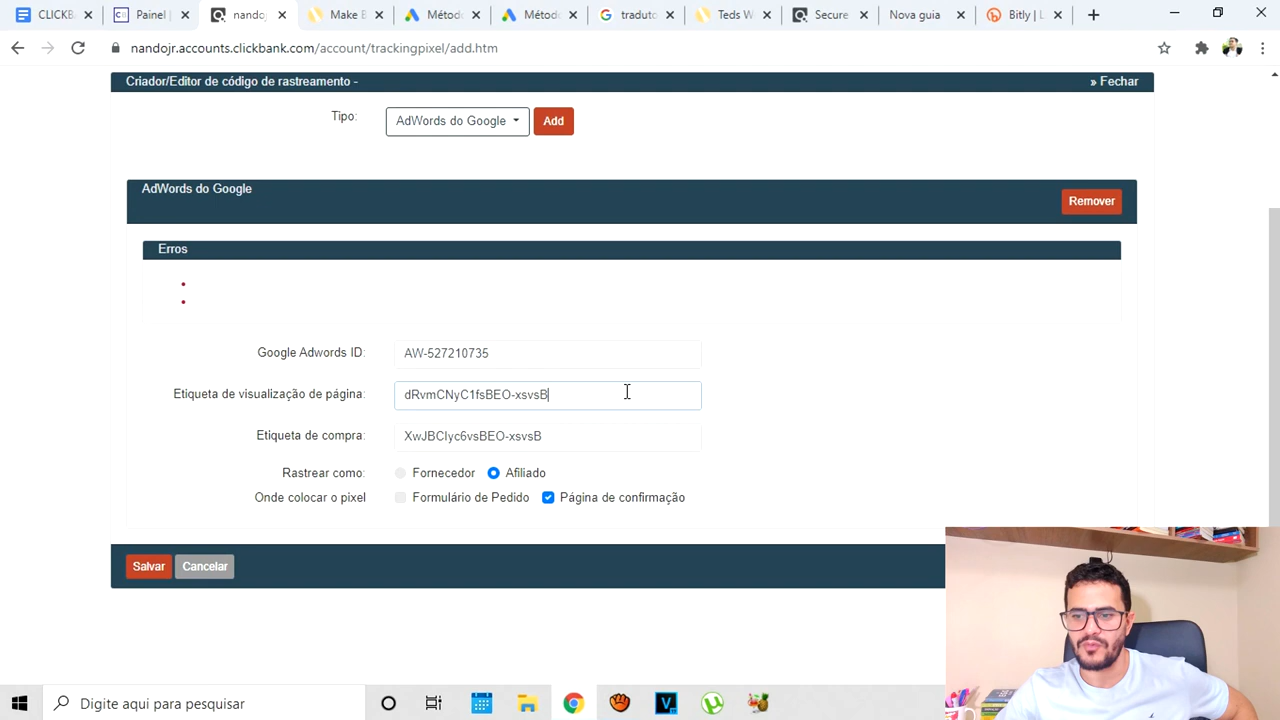 CLICKB
Painel |
nando
Make B
Métod
Métod
traduto
Teds W
Secure
Nova guia
Bitly | L
nandojr.accounts.clickbank.com/account/trackingpixel/add.htm
Criador/Editor de código de rastreamento -
» Fechar
Tipo:
AdWords do Google
Add
AdWords do Google
Remover
Erros
Google Adwords ID:
AW-527210735
Etiqueta de visualização de página:
dRvmCNyC1fsBEO-xsvsB
Etiqueta de compra:
XwJBCIyc6vsBEO-xsvsB
Rastrear como:
Fornecedor
Afiliado
Onde colocar o pixel
Formulário de Pedido
Página de confirmação
Salvar
Cancelar
Digite aqui para pesquisar